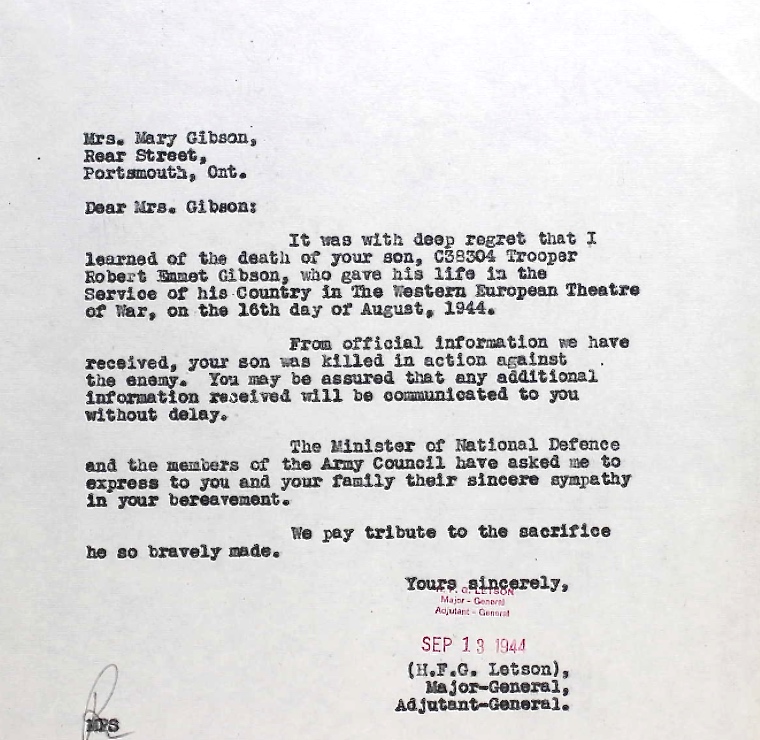 Mrs. Mary Gibson,
Rear Street,
Portsmouth, Ont.
Dear Mrs. Gibson:
It was with deep regret that I
learned of the death of your son, C38304 Trooper
Robert Emmet Gibson, who gave his life in the
Service of his Country in The Western European Theatre
of War, on the 16th day of August, 1944.
From official information we have
received, your son was killed in action against
the enemy. You may be assured that any additional
information received will be communicated to you
without delay.
The Minister of National Defence
and the members of the Army Council have asked me to
express to you and your family their sincere sympathy
in your bereavement.
We pay tribute to the sacrifice
he so bravely made.
Yours sincerely,
F. G. LETSON
Major - General
Adjutant - General
SEP 13 1944
(H.F.G. Letson),
Major-General,
Adjutant-General.